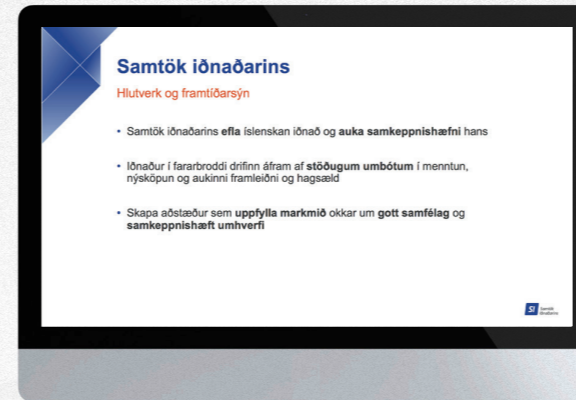 Samtök iðnaðarins
Hlutverk og framtíðarsýn
• Samtök iðnaðarins efla íslenskan iðnað og auka samkeppnishæfni hans
• Iðnaður í fararbroddi drifinn áfram af stöðugum umbótum í menntun,
nýsköpun og aukinni framleiðni og hagsæld
• Skapa aðstæður sem uppfylla markmið okkar um gott samfélag og
samkeppnishæft umhverfi
SI Samtök
iðnaðarins